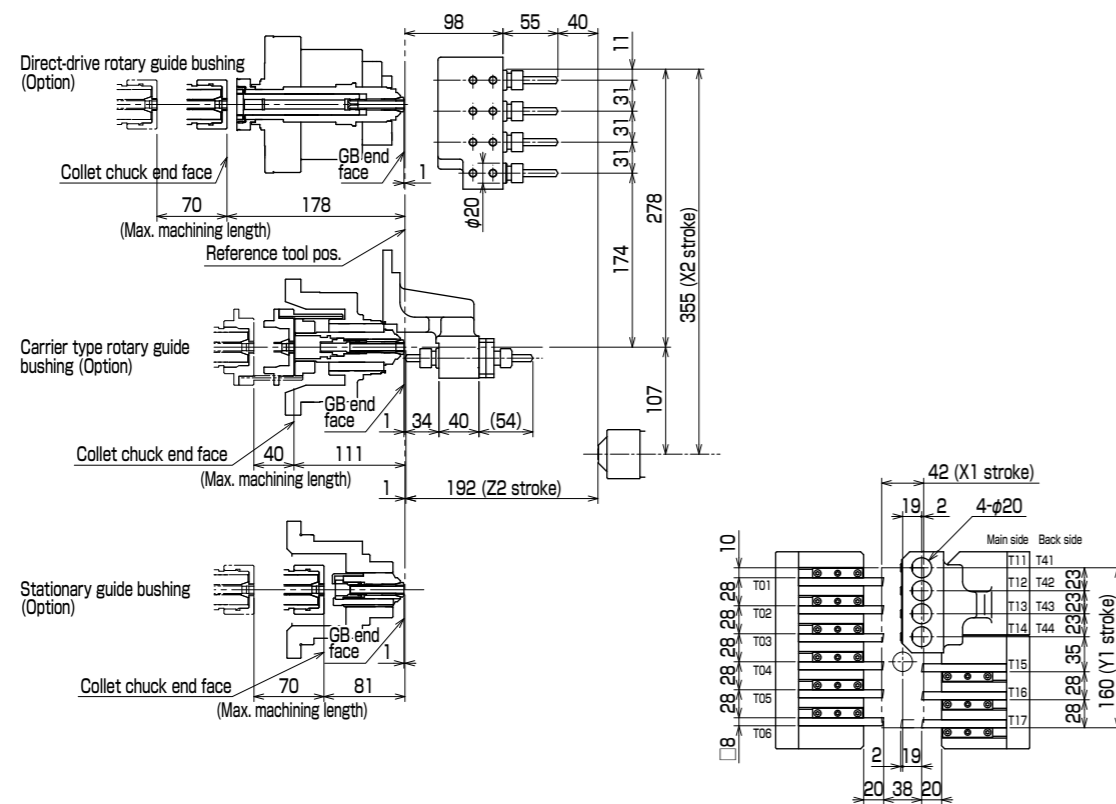 98
55
40
11
Direct-drive rotary guide bushing
(Option)
31
31
31
Collet chuck end face
GB end
face
1
φ20
70
178
(Max. machining length)
Reference tool pos.
278
174
355 (X2 stroke)
Carrier type rotary guide
bushing (Option)
GB end
face
1
34
40
(54)
107
Collet chuck end face
40
111
(Max. machining length)
1
192 (Z2 stroke)
Stationary guide bushing
(Option)
GB end
face
1
Collet chuck end face
70
81
(Max. machining length)
42 (X1 stroke)
19
2
4-φ20
Main side
Back side
10
28
28
28
28
28
□8
T01
T02
T03
T04
T05
T06
T11
T41
T12
T42
T13
T43
T14
T44
T15
T16
T17
23
23
23
35
28
28
160 (Y1 stroke)
2
19
20
38
20